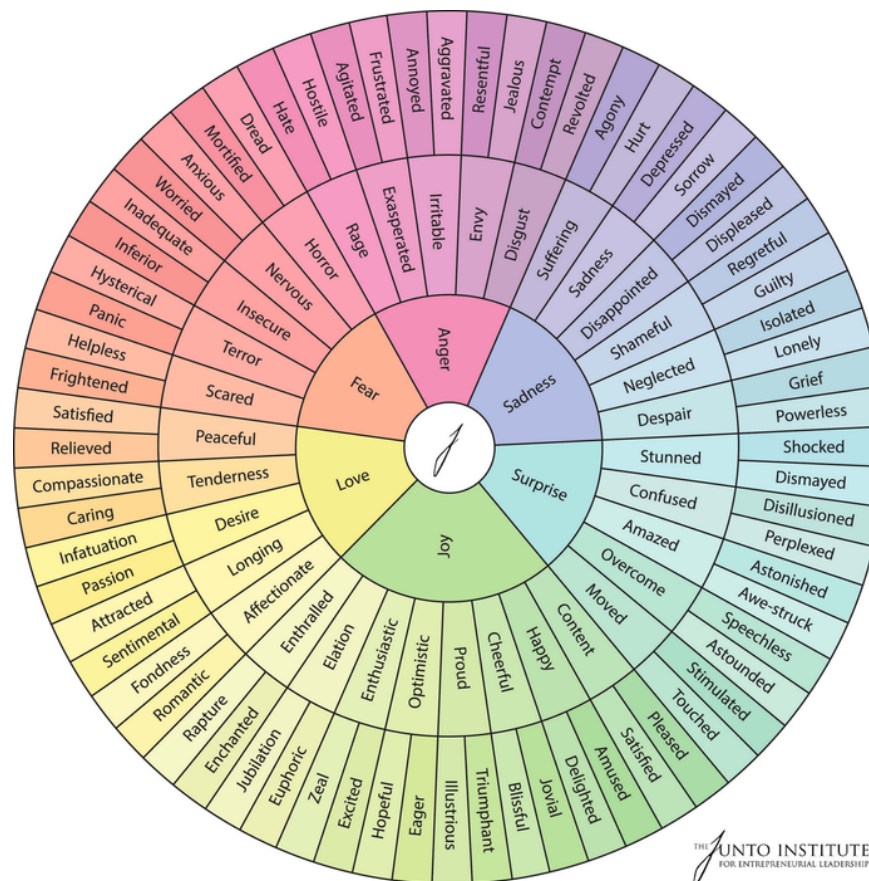 Anger
Sadness
Surprise
Joy
Love
Fear
Rage
Exasperated
Irritable
Envy
Disgust
Suffering
Sadness
Disappointed
Shameful
Neglected
Despair
Stunned
Confused
Amazed
Overcome
Moved
Content
Happy
Cheerful
Proud
Optimistic
Enthusiastic
Elation
Enthralled
Affectionate
Longing
Desire
Tenderness
Peaceful
Scared
Terror
Insecure
Nervous
Horror
Hate
Hostile
Agitated
Frustrated
Annoyed
Aggravated
Resentful
Jealous
Contempt
Revolted
Agony
Hurt
Depressed
Sorrow
Dismayed
Displeased
Regretful
Guilty
Isolated
Lonely
Grief
Powerless
Shocked
Dismayed
Disillusioned
Perplexed
Astonished
Awe-struck
Speechless
Astounded
Stimulated
Touched
Pleased
Satisfied
Amused
Delighted
Jovial
Blissful
Triumphant
Illustrious
Eager
Hopeful
Excited
Zeal
Euphoric
Jubilation
Enchanted
Rapture
Romantic
Fondness
Sentimental
Attracted
Passion
Infatuation
Caring
Compassionate
Relieved
Satisfied
Frightened
Helpless
Panic
Hysterical
Inferior
Inadequate
Worried
Anxious
Mortified
Dread
J
THE JUNTO INSTITUTE
FOR ENTREPRENEURIAL LEADERSHIP